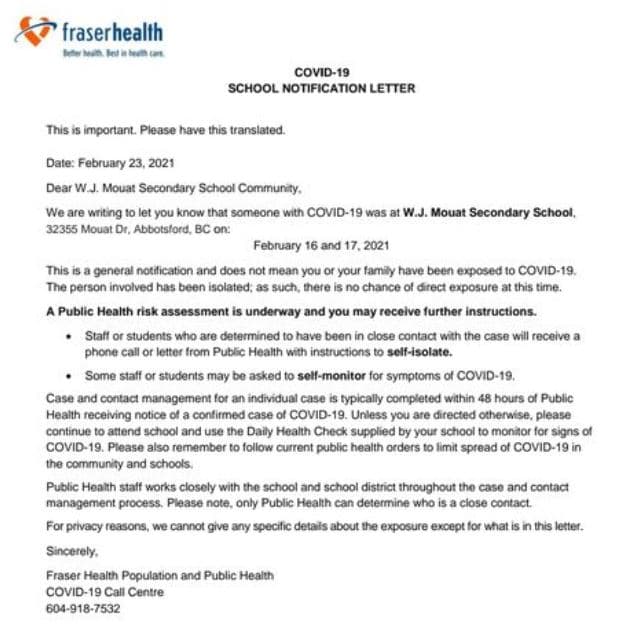 fraserhealth
Better health. Best in health care.
COVID-19
SCHOOL NOTIFICATION LETTER
This is important. Please have this translated.
Date: February 23, 2021
Dear W.J. Mouat Secondary School Community,
We are writing to let you know that someone with COVID-19 was at W.J. Mouat Secondary School,
32355 Mouat Dr, Abbotsford, BC on:
February 16 and 17, 2021
This is a general notification and does not mean you or your family have been exposed to COVID-19.
The person involved has been isolated; as such, there is no chance of direct exposure at this time.
A Public Health risk assessment is underway and you may receive further instructions.
• Staff or students who are determined to have been in close contact with the case will receive a
phone call or letter from Public Health with instructions to self-isolate.
• Some staff or students may be asked to self-monitor for symptoms of COVID-19.
Case and contact management for an individual case is typically completed within 48 hours of Public
Health receiving notice of a confirmed case of COVID-19. Unless you are directed otherwise, please
continue to attend school and use the Daily Health Check supplied by your school to monitor for signs of
COVID-19. Please also remember to follow current public health orders to limit spread of COVID-19 in
the community and schools.
Public Health staff works closely with the school and school district throughout the case and contact
management process. Please note, only Public Health can determine who is a close contact.
For privacy reasons, we cannot give any specific details about the exposure except for what is in this letter.
Sincerely,
Fraser Health Population and Public Health
COVID-19 Call Centre
604-918-7532